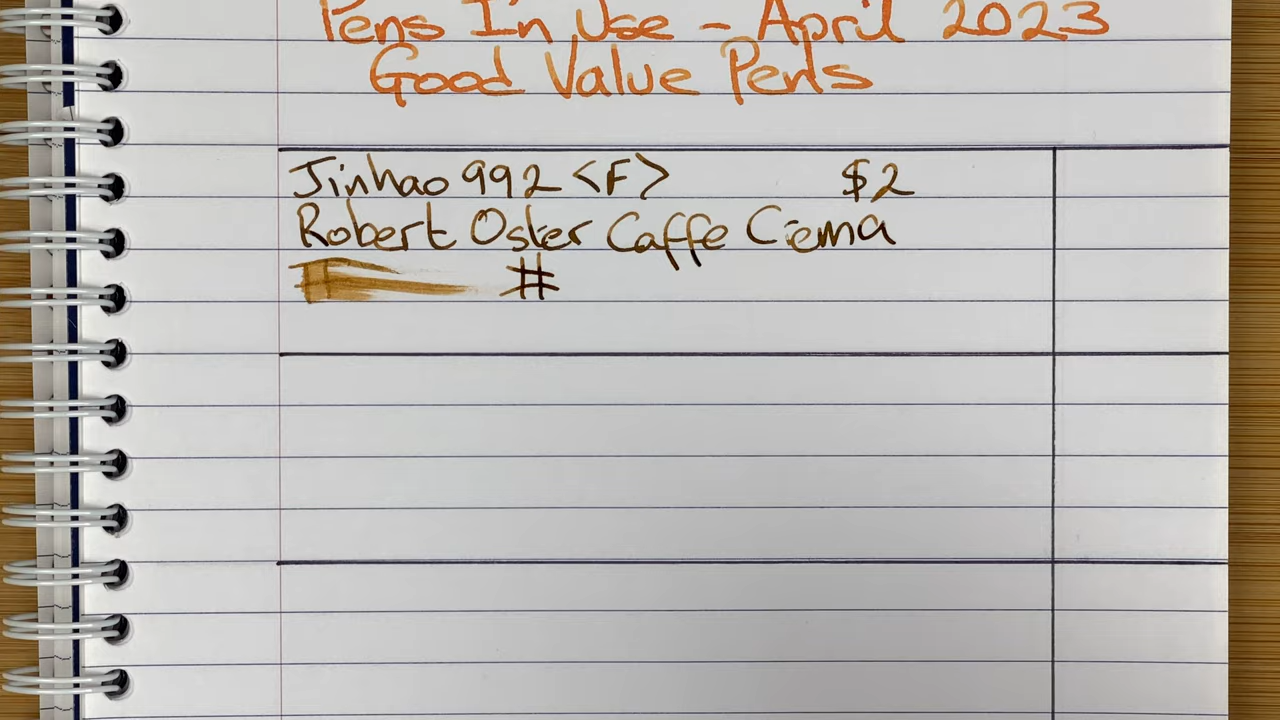 Pens In Use - April 2023
Good Value Pens
Jinhao 992 <F> $2
Robert Oster Caffe Crema
#